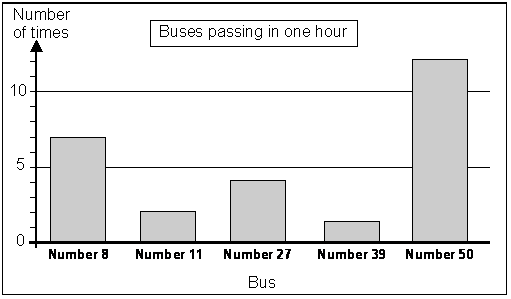 Number
of times
Buses passing in one hour
10
5
0
Number 8 Number 11 Number 27 Number 39 Number 50
Bus